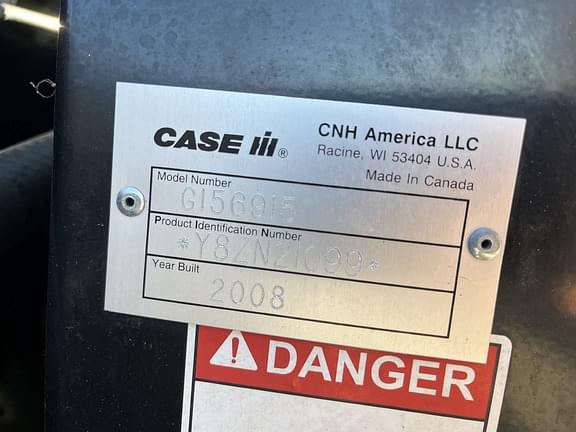 CASE IH®
CNH America LLC
Racine, WI 53404 U.S.A.
Made In Canada
Model Number
G156915
Product Identification Number
*Y8ZN21099*
Year Built
2008
DANGER